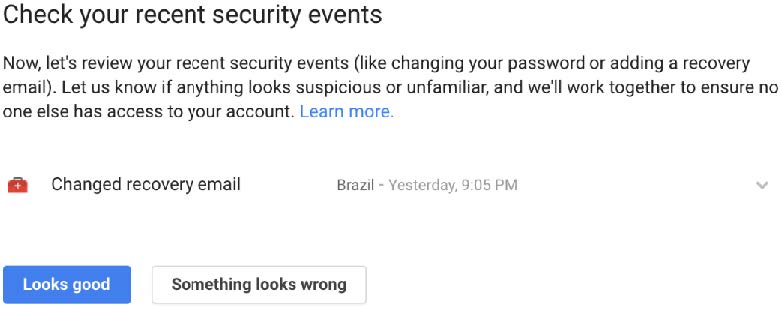 Check your recent security events
Now, let's review your recent security events (like changing your password or adding a recovery
email). Let us know if anything looks suspicious or unfamiliar, and we'll work together to ensure no
one else has access to your account. Learn more.
Changed recovery email Brazil - Yesterday, 9:05 PM
Looks good Something looks wrong